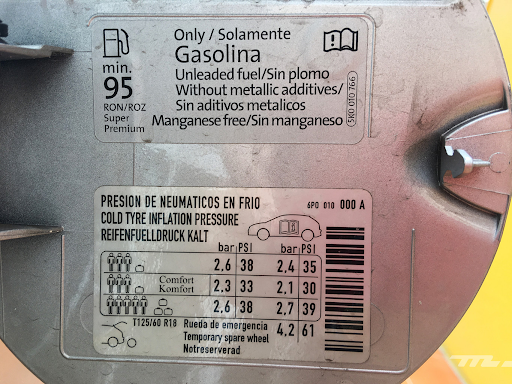 Only / Solamente
Gasolina
min.
95
RON/ROZ
Super
Premium
Unleaded fuel/Sin plomo
Without metallic additives/
Sin aditivos metalicos
Manganese free/Sin manganeso
5K0 010 766
PRESION DE NEUMATICOS EN FRIO
COLD TYRE INFLATION PRESSURE
REIFENFUELLDRUCK KALT
6P0 010 000 A
bar PSI bar PSI
2,6 38 2,4 35
Comfort
Komfort
2.3 33 2,1 30
2,6 38 2,7 39
T125/60 R18 Rueda de emergencia
Temporary spare wheel
Notreserverad
4,2 61